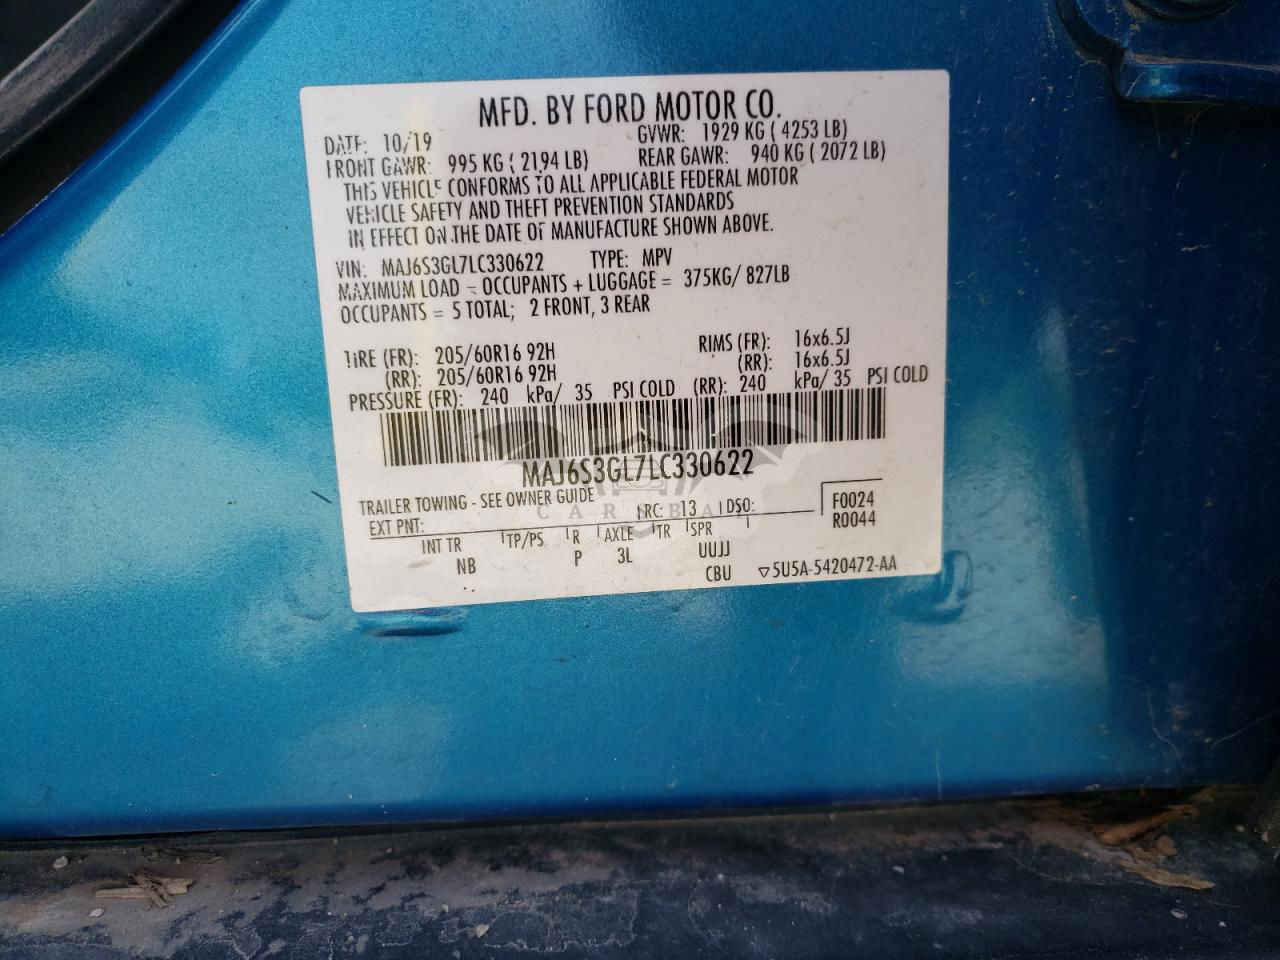 MFD. BY FORD MOTOR CO.
DATE: 10/19 GVWR: 1929 KG ( 4253 LB)
FRONT GAWR: 995 KG ( 2194 LB) REAR GAWR: 940 KG ( 2072 LB)
THIS VEHICLE CONFORMS TO ALL APPLICABLE FEDERAL MOTOR
VEHICLE SAFETY AND THEFT PREVENTION STANDARDS
IN EFFECT ON THE DATE OF MANUFACTURE SHOWN ABOVE.
VIN: MAJ6S3GL7LC330622 TYPE: MPV
MAXIMUM LOAD = OCCUPANTS + LUGGAGE = 375KG/ 827LB
OCCUPANTS = 5 TOTAL; 2 FRONT, 3 REAR
TIRE (FR): 205/60R16 92H RIMS (FR): 16x6.5J
(RR): 205/60R16 92H (RR): 16x6.5J
PRESSURE (FR): 240 kPa/ 35 PSI COLD (RR): 240 kPa/ 35 PSI COLD
MAJ6S3GL7LC330622
TRAILER TOWING - SEE OWNER GUIDE
EXT PNT: RC: 13 DSO: F0024
R0044
INT TR TP/PS R AXLE TR SPR
NB P 3L UUJJ
CBU ▽5U5A-5420472-AA